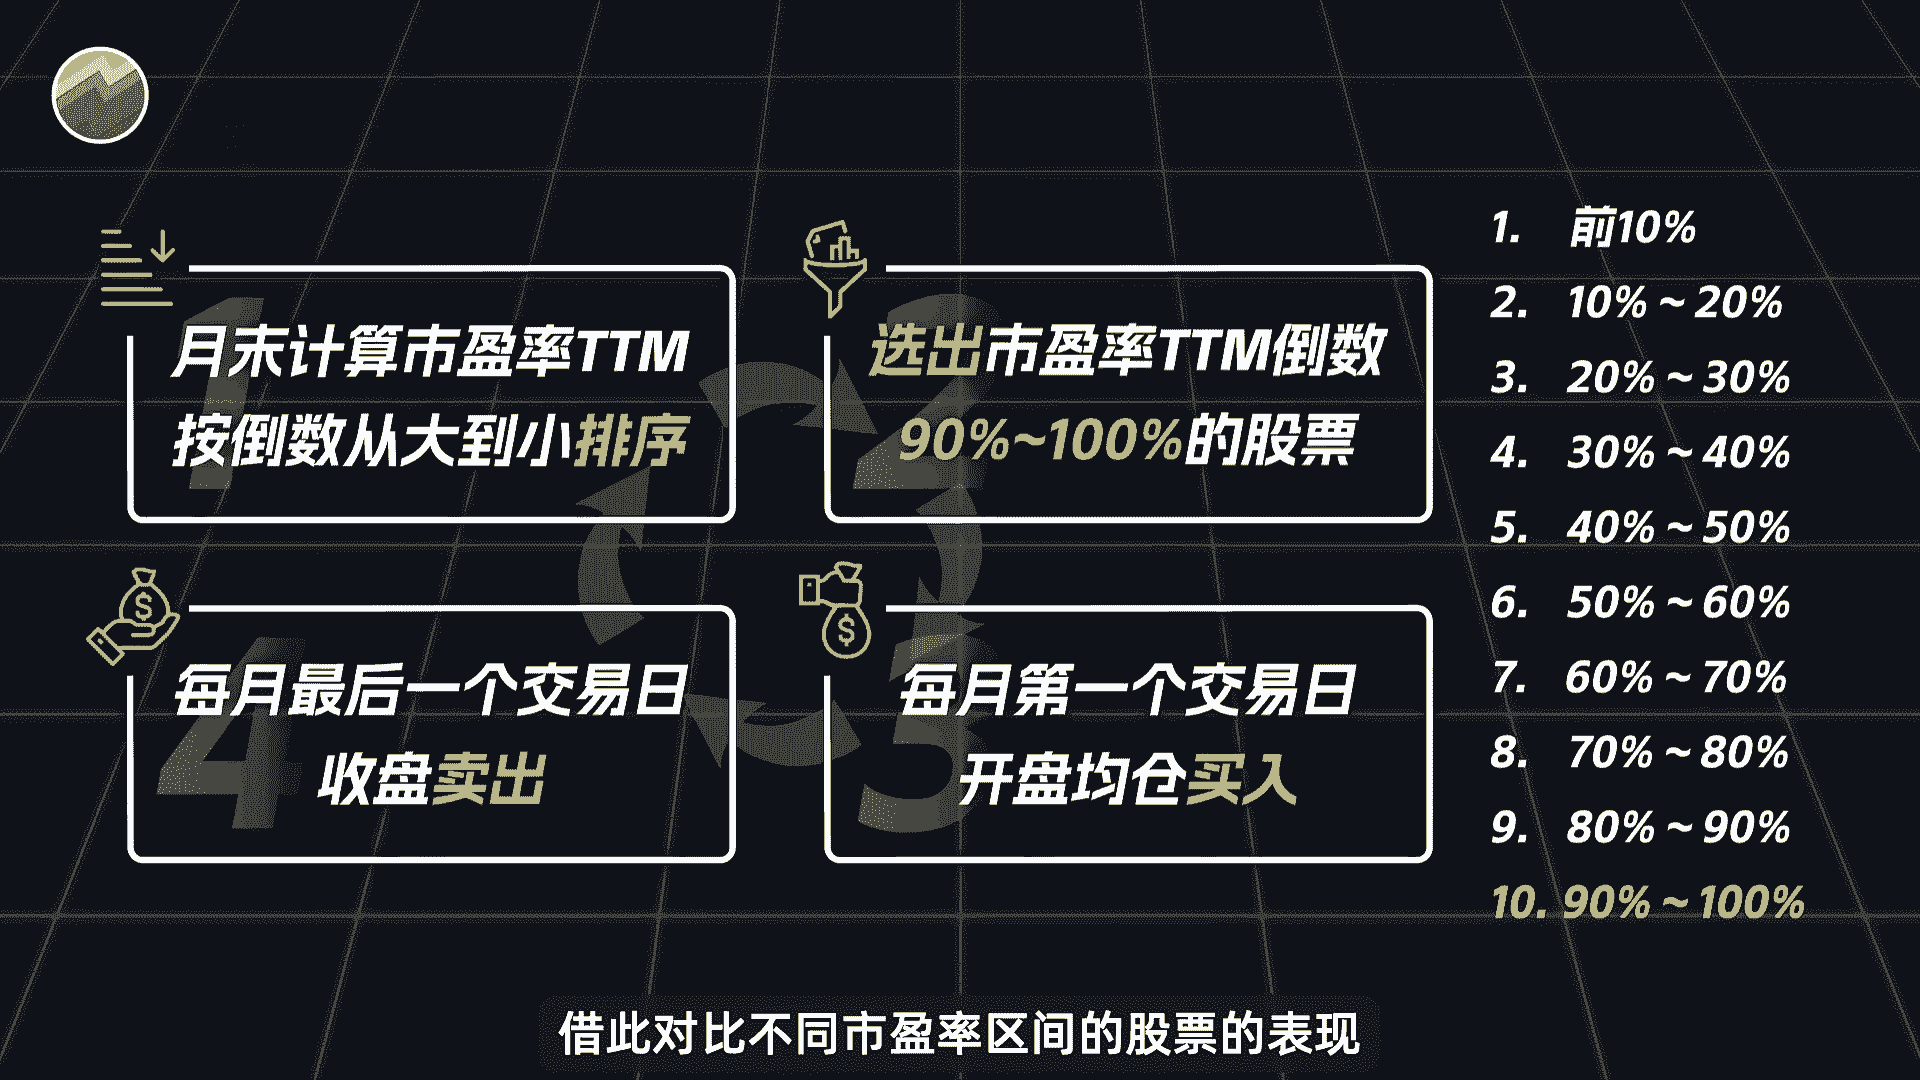 1
月末计算市盈率TTM
按倒数从大到小排序
2
选出市盈率TTM倒数
90%~100%的股票
3
每月第一个交易日
开盘均仓买入
4
每月最后一个交易日
收盘卖出
1. 前10%
2. 10% ~ 20%
3. 20% ~ 30%
4. 30% ~ 40%
5. 40% ~ 50%
6. 50% ~ 60%
7. 60% ~ 70%
8. 70% ~ 80%
9. 80% ~ 90%
10. 90% ~ 100%
借此对比不同市盈率区间的股票的表现